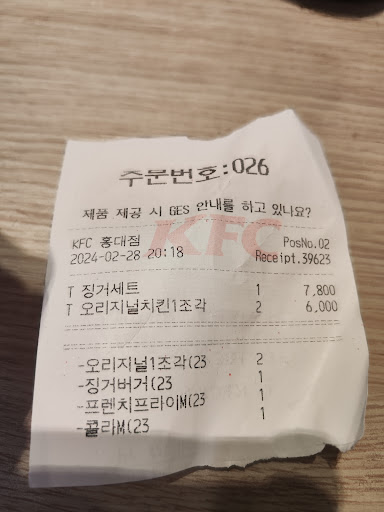 주문번호:026
제품 제공 시 GES 안내를 하고 있나요?
KFC
KFC 홍대점 PosNo.02
2024-02-28 20:18 Receipt.39623
T 징거세트 1 7,800
T 오리지널치킨1조각 2 6,000
-오리지널1조각(23 2
-징거버거(23 1
-프렌치프라이M(23 1
-콜라M(23 1